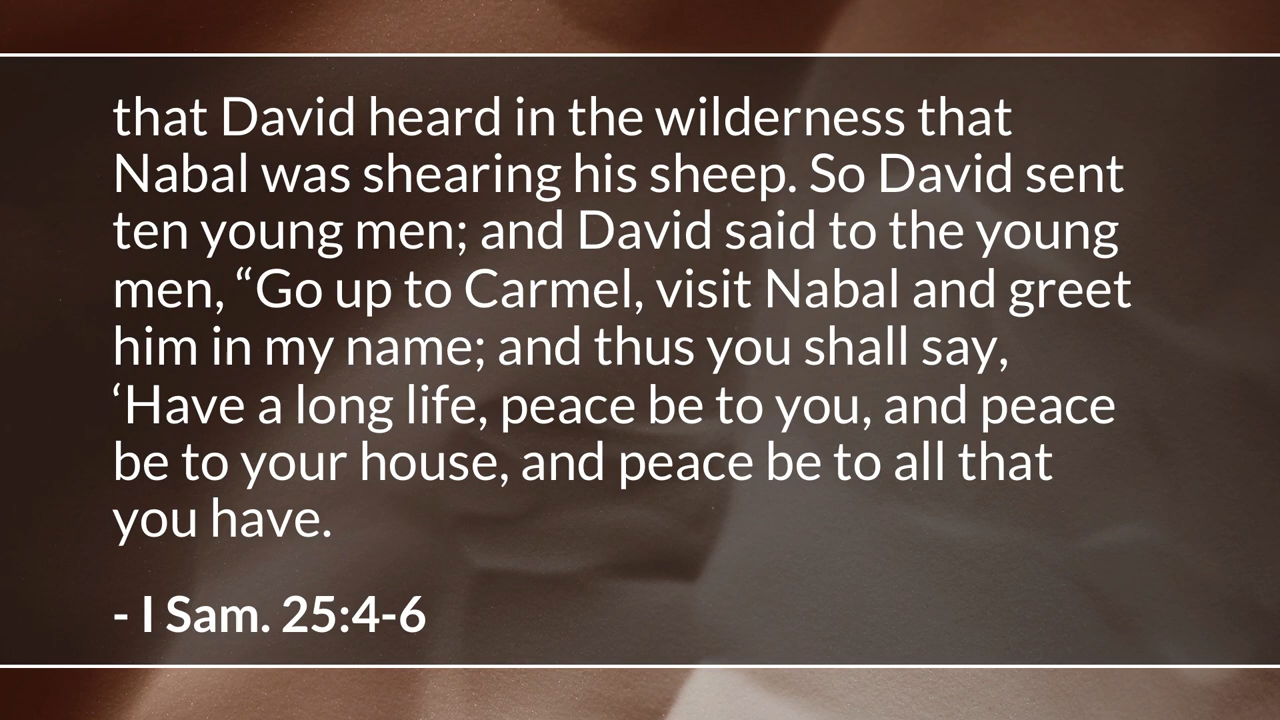 that David heard in the wilderness that
Nabal was shearing his sheep. So David sent
ten young men; and David said to the young
men, “Go up to Carmel, visit Nabal and greet
him in my name; and thus you shall say,
‘Have a long life, peace be to you, and peace
be to your house, and peace be to all that
you have.
- I Sam. 25:4-6